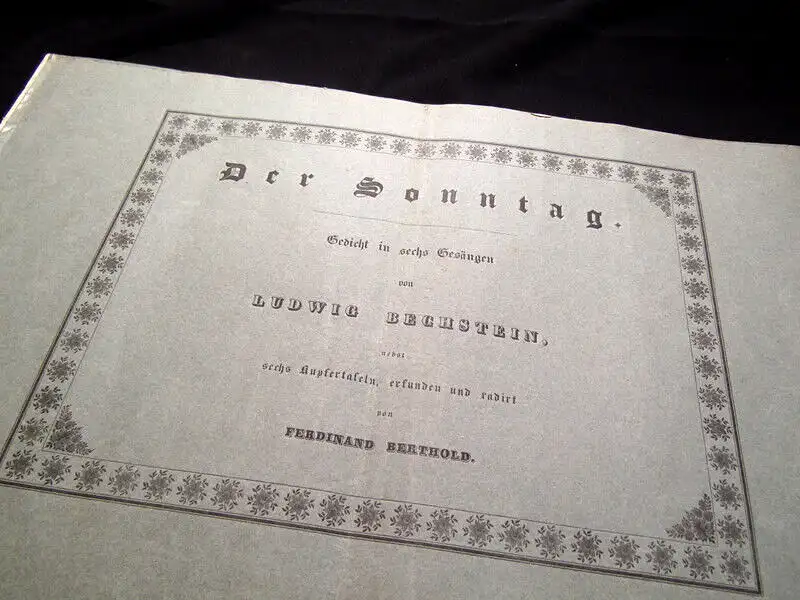 Der Sonntag.
Gedicht in sechs Gesängen
von
LUDWIG BECHSTEIN,
nebst
sechs Kupfertafeln, erfunden und radirt
von
FERDINAND BERTHOLD.